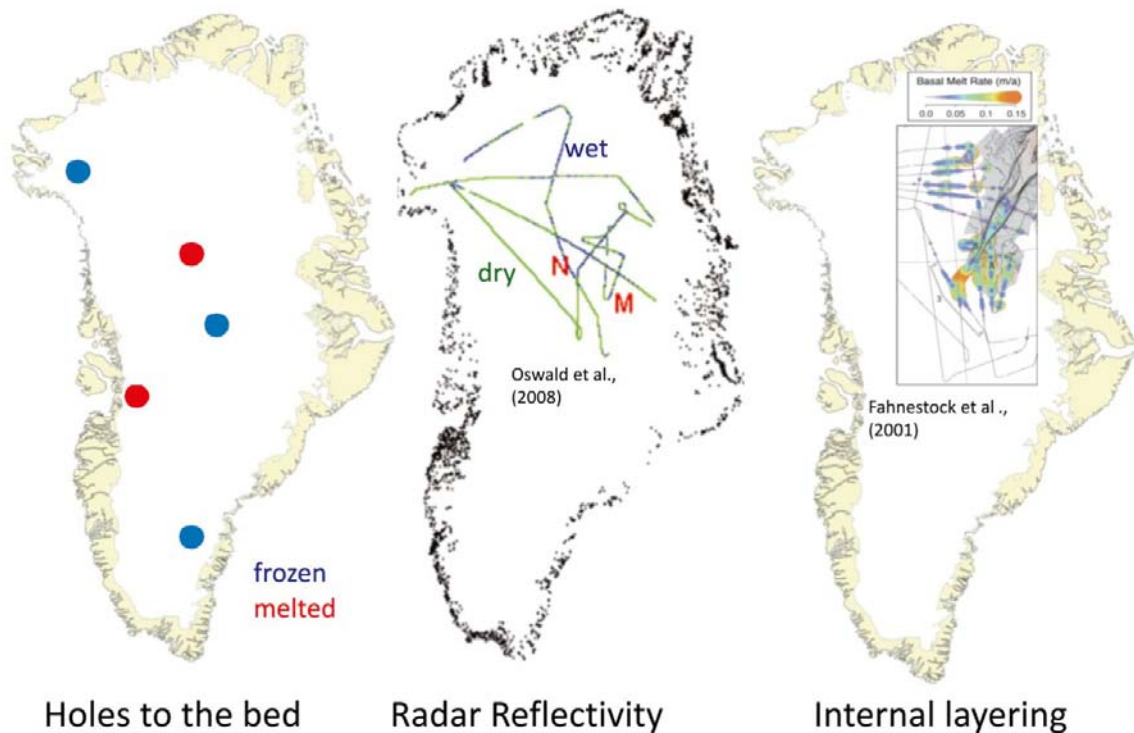 Basal Melt Rate (m/a)
0.0 0.05 0.1 0.15
wet
dry
N
M
Oswald et al.,
(2008)
3
Fahnestock et al .,
(2001)
frozen
melted
Holes to the bed
Radar Reflectivity
Internal layering